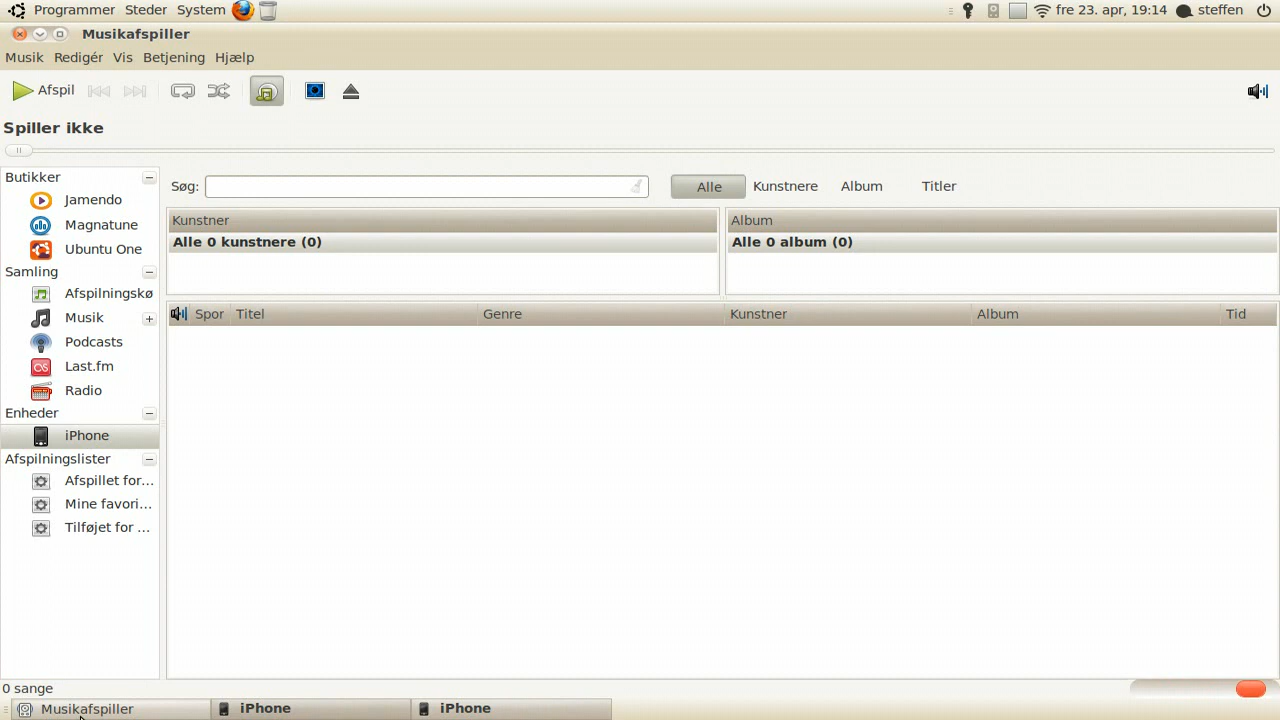 Programmer Steder System fre 23. apr, 19:14 steffen
Musikafspiller
Musik Redigér Vis Betjening Hjælp
Afspil
Spiller ikke
Butikker
Jamendo
Magnatune
Ubuntu One
Samling
Afspilningskø
Musik
Podcasts
Last.fm
Radio
Enheder
iPhone
Afspilningslister
Afspillet for...
Mine favori...
Tilføjet for ...
Søg: Alle Kunstnere Album Titler
Kunstner Album
Alle 0 kunstnere (0) Alle 0 album (0)
Spor Titel Genre Kunstner Album Tid
0 sange
Musikafspiller iPhone iPhone